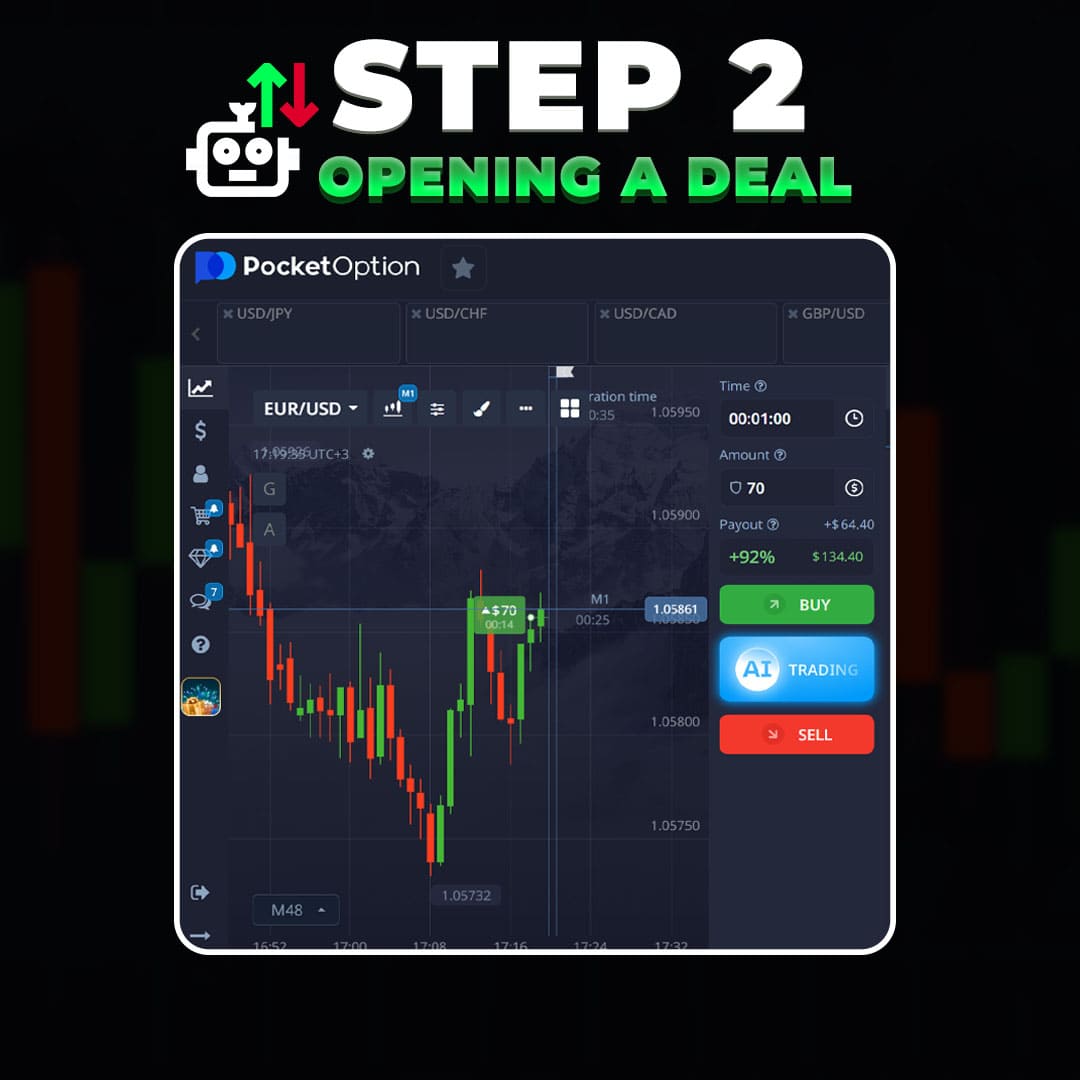 STEP 2
OPENING A DEAL
PocketOption
USD/JPY
USD/CHF
USD/CAD
GBP/USD
EUR/USD
M1
ration time
0:35
1.05950
17:19:35 UTC+3
G
A
1.05900
M1
00:25
1.05861
$70
00:14
1.05800
1.05750
1.05732
M48
16:52
17:00
17:08
17:16
17:24
17:32
7
Time
00:01:00
Amount
70
Payout
+$64.40
+92%
$134.40
BUY
AI TRADING
SELL